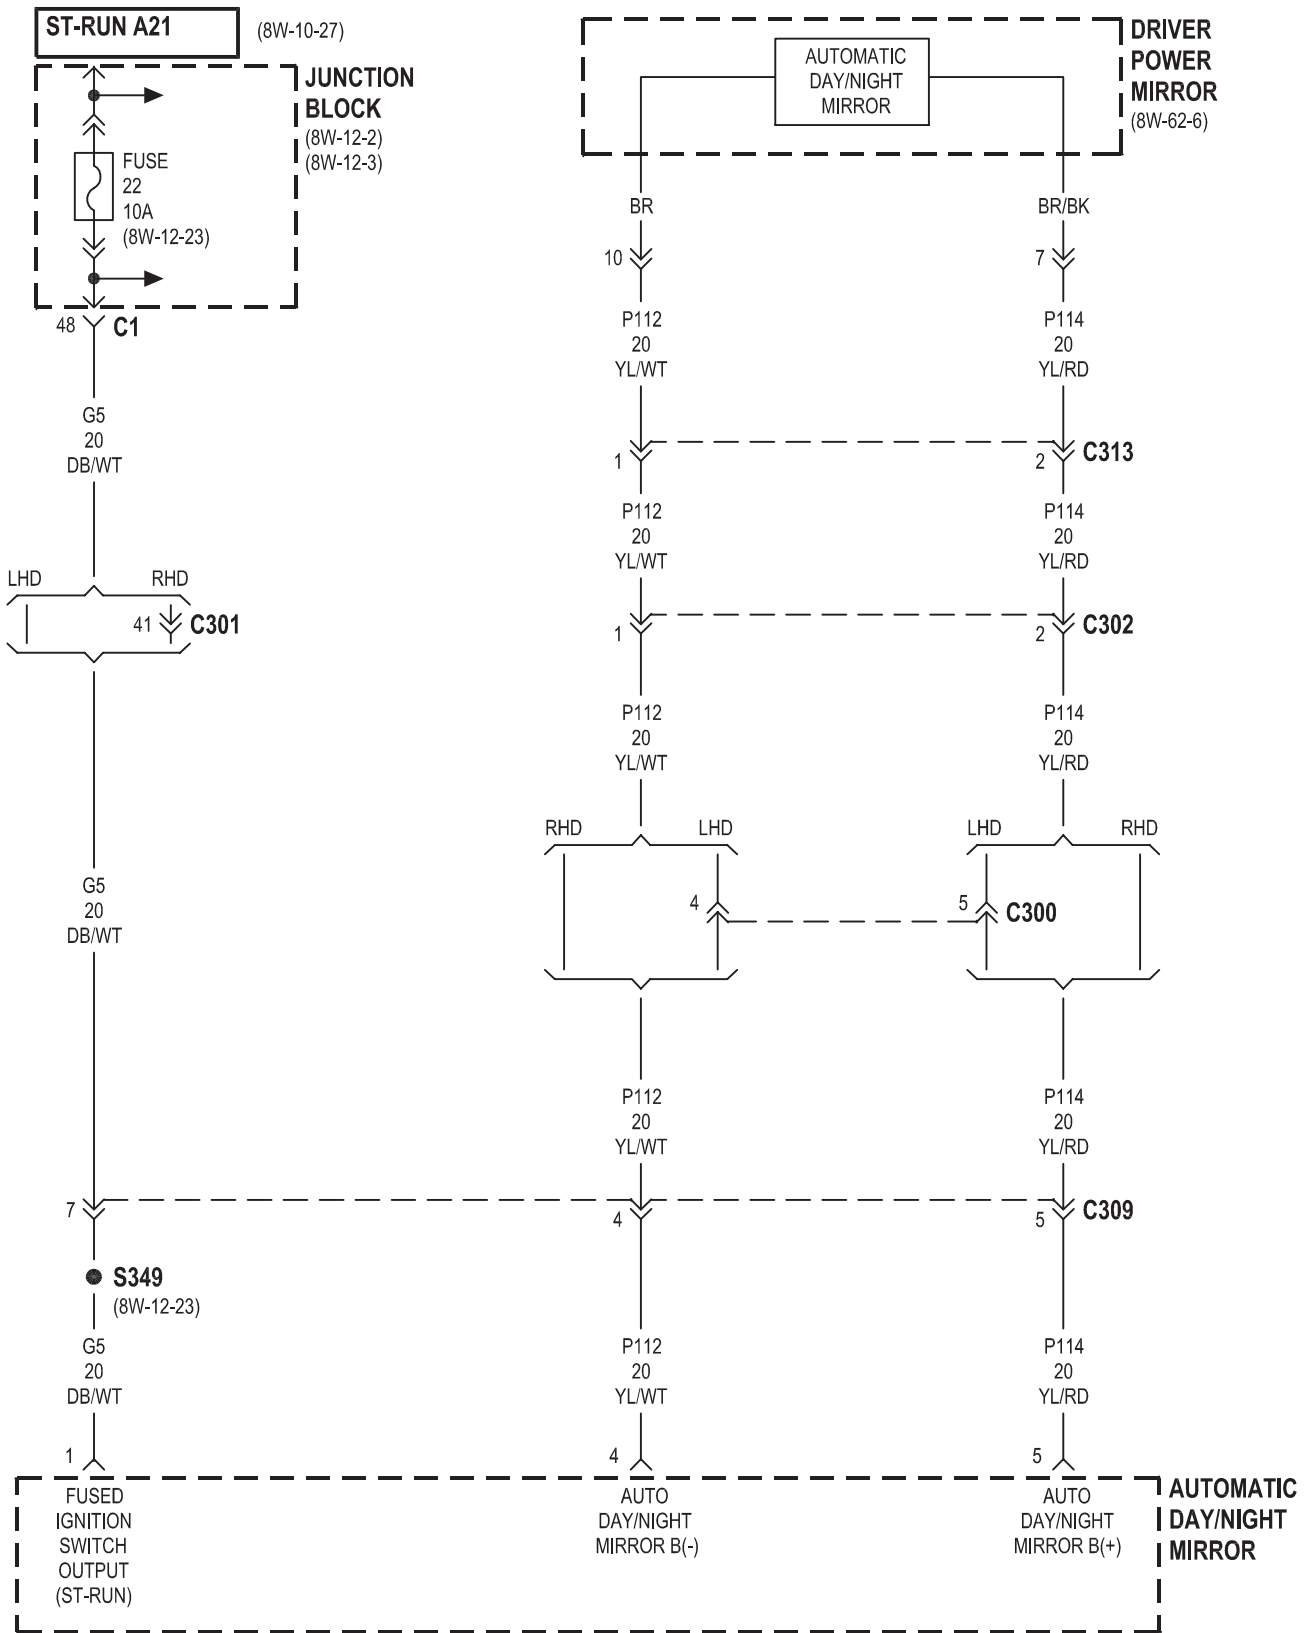 ST-RUN A21
(8W-10-27)
JUNCTION
BLOCK
(8W-12-2)
(8W-12-3)
FUSE
22
10A
(8W-12-23)
48
C1
G5
20
DB/WT
LHD
RHD
41
C301
G5
20
DB/WT
7
S349
(8W-12-23)
G5
20
DB/WT
1
FUSED
IGNITION
SWITCH
OUTPUT
(ST-RUN)
AUTOMATIC
DAY/NIGHT
MIRROR
DRIVER
POWER
MIRROR
(8W-62-6)
BR
BR/BK
10
7
P112
20
YL/WT
P114
20
YL/RD
1
2
C313
P112
20
YL/WT
P114
20
YL/RD
1
2
C302
P112
20
YL/WT
P114
20
YL/RD
RHD
LHD
LHD
RHD
4
5
C300
P112
20
YL/WT
P114
20
YL/RD
4
5
C309
P112
20
YL/WT
P114
20
YL/RD
4
5
AUTO
DAY/NIGHT
MIRROR B(-)
AUTO
DAY/NIGHT
MIRROR B(+)
AUTOMATIC
DAY/NIGHT
MIRROR